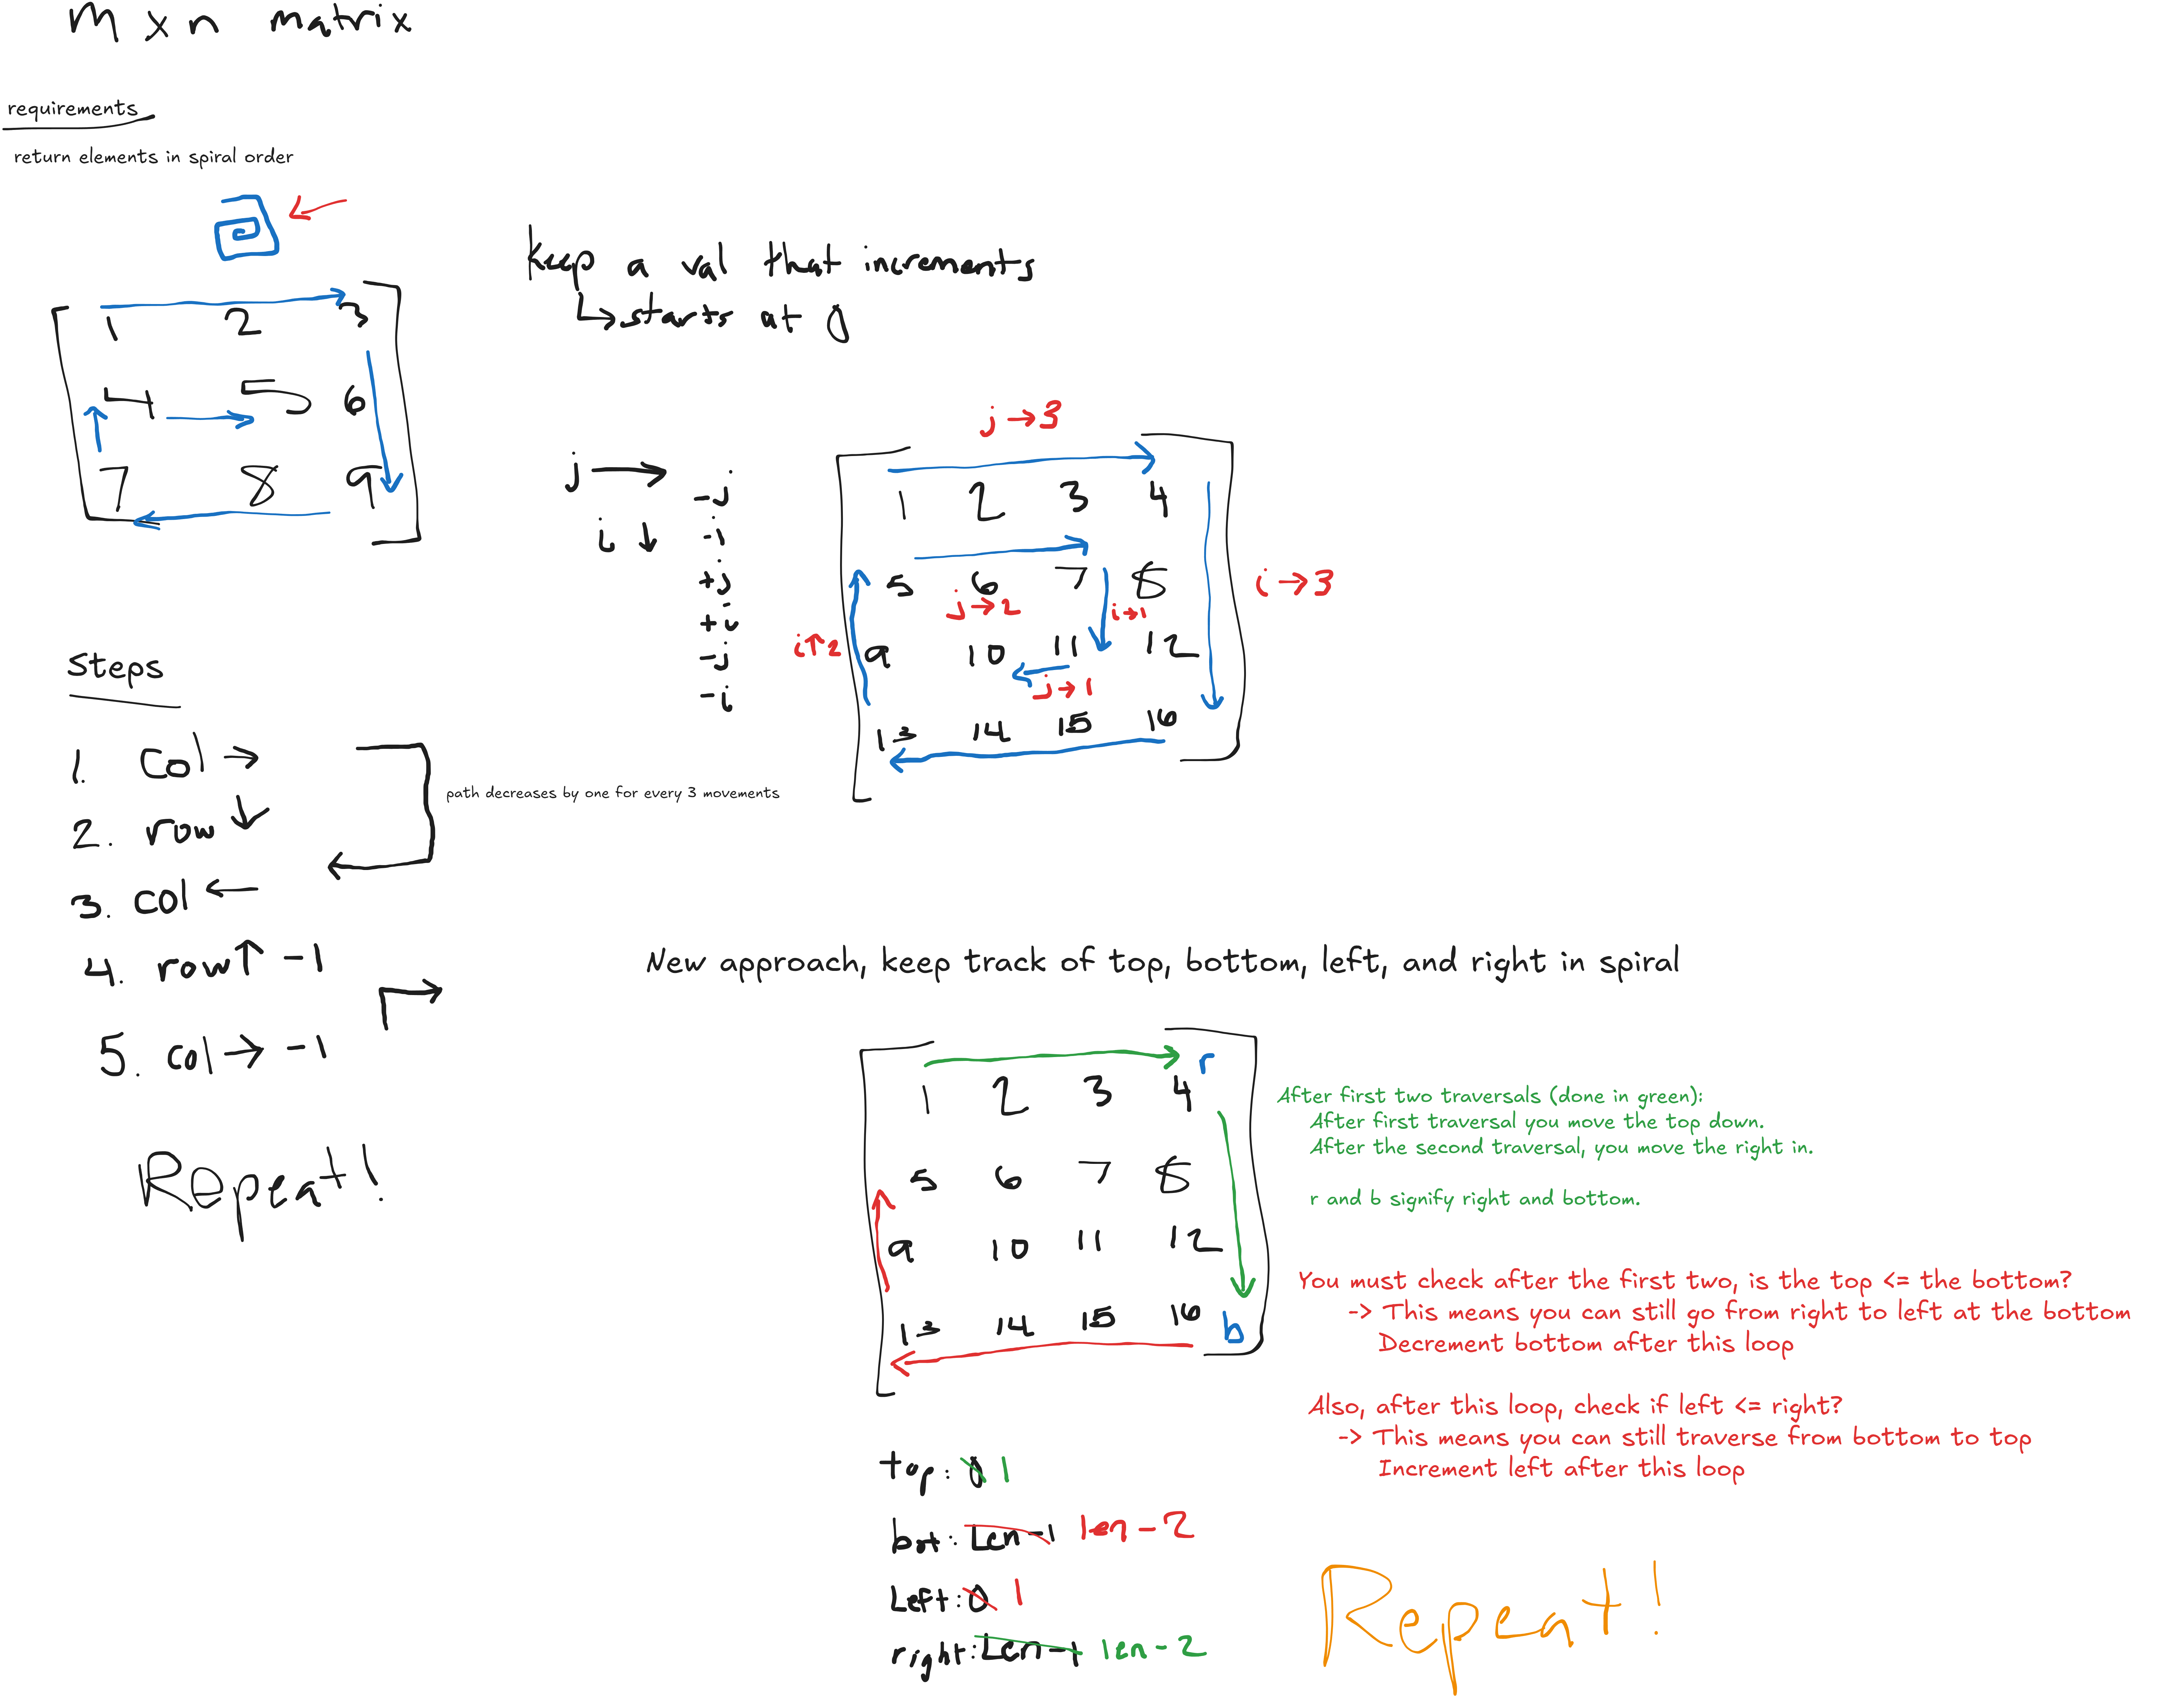 m x n matrix
requirements
return elements in spiral order
1 2 3
4 5 6
7 8 9
keep a val that increments
↳ starts at 0
j →
i ↓
-j
-i
+j
+i
-j
-i
j → 3
1 2 3 4
5 6 7 8
j → 2
i → 1
i → 3
i ↑ 2
9 10 11 12
j → 1
13 14 15 16
Steps
1. Col →
2. row ↓
3. col ←
4. row ↑ -1
5. col → -1
path decreases by one for every 3 movements
Repeat!
New approach, keep track of top, bottom, left, and right in spiral
r
1 2 3 4
5 6 7 8
9 10 11 12
13 14 15 16
b
After first two traversals (done in green):
After first traversal you move the top down.
After the second traversal, you move the right in.
r and b signify right and bottom.
You must check after the first two, is the top <= the bottom?
-> This means you can still go from right to left at the bottom
Decrement bottom after this loop
Also, after this loop, check if left <= right?
-> This means you can still traverse from bottom to top
Increment left after this loop
top: 0 1
bot: Len-1 len-2
Left: 0 1
right: Len-1 len-2
Repeat!